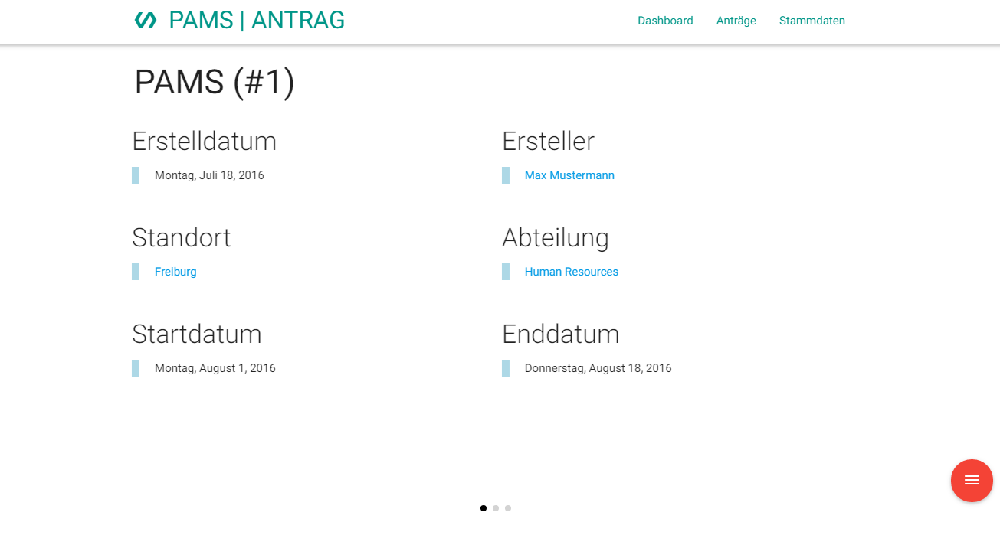 PAMS | ANTRAG
Dashboard
Anträge
Stammdaten
PAMS (#1)
Erstelldatum
Montag, Juli 18, 2016
Ersteller
Max Mustermann
Standort
Freiburg
Abteilung
Human Resources
Startdatum
Montag, August 1, 2016
Enddatum
Donnerstag, August 18, 2016